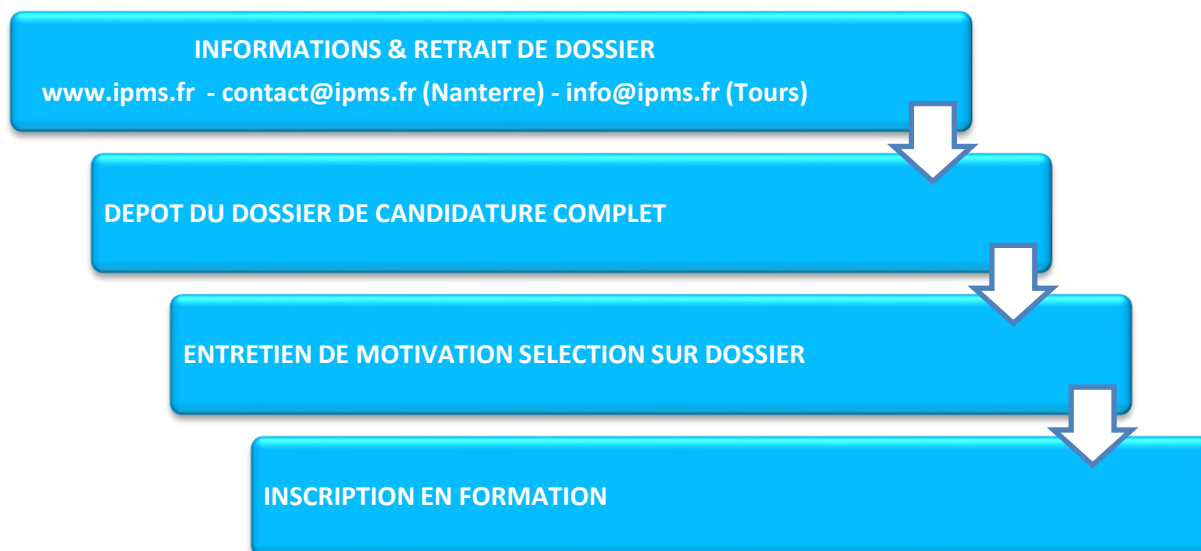 INFORMATIONS & RETRAIT DE DOSSIER
www.ipms.fr - contact@ipms.fr (Nanterre) - info@ipms.fr (Tours)
DEPOT DU DOSSIER DE CANDIDATURE COMPLET
ENTRETIEN DE MOTIVATION SELECTION SUR DOSSIER
INSCRIPTION EN FORMATION